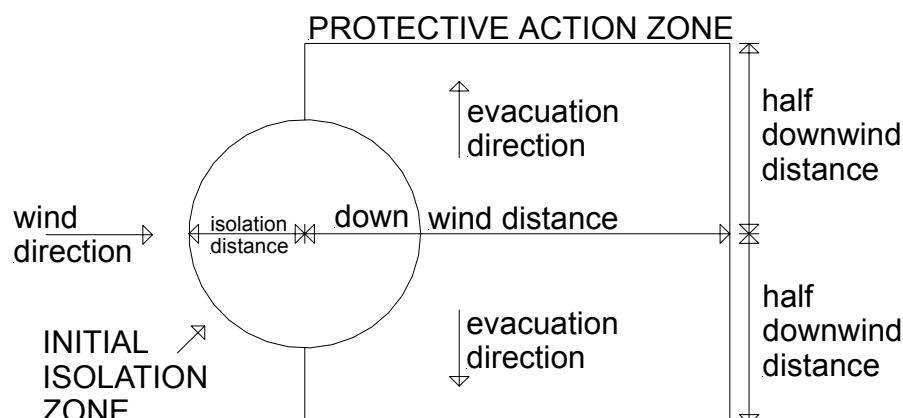 PROTECTIVE ACTION ZONE
evacuation
direction
half
downwind
distance
wind
direction
isolation
distance
down wind distance
evacuation
direction
half
downwind
distance
INITIAL
ISOLATION
ZONE